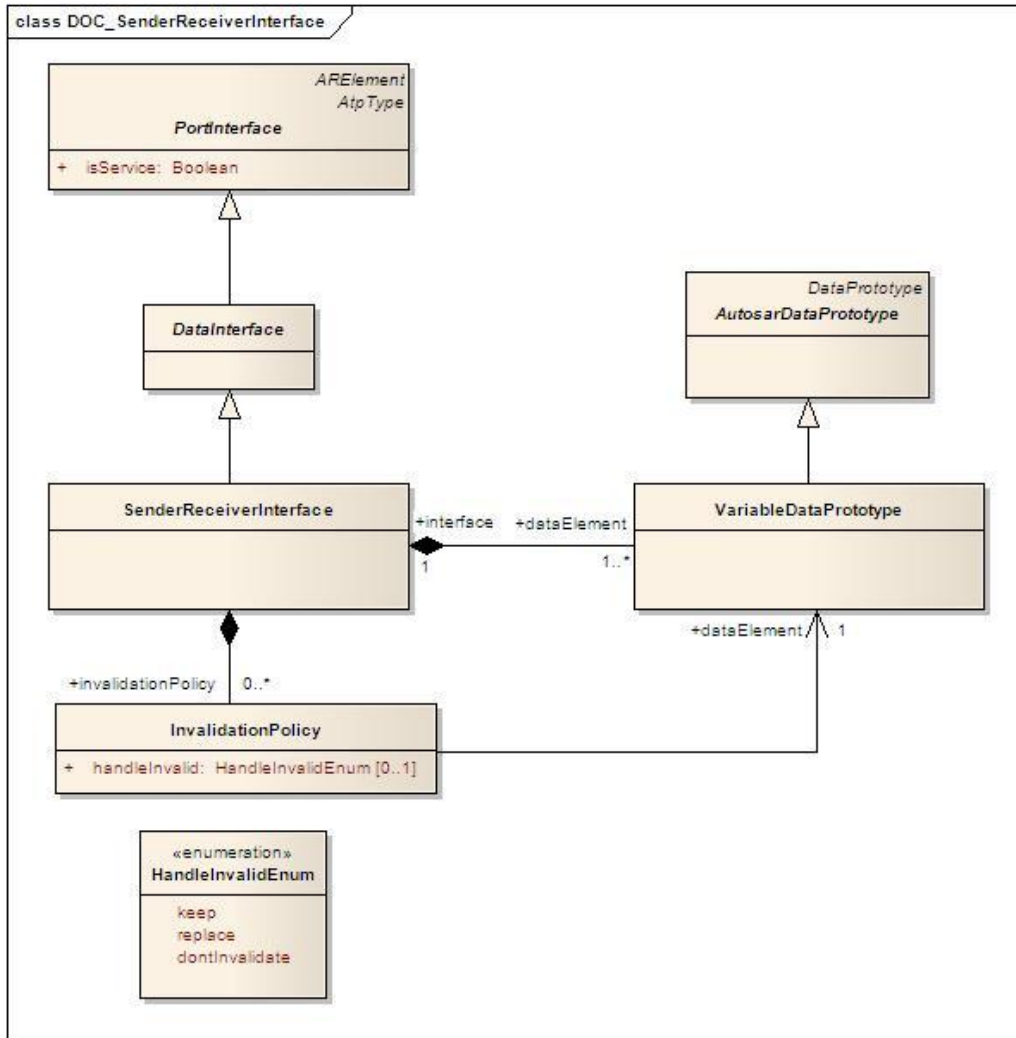 class DOC_SenderReceiverInterface
ARElement
AtpType
PortInterface
+ isService: Boolean
DataInterface
DataPrototype
AutosarDataPrototype
SenderReceiverInterface
+interface
+dataElement
1
1..*
VariableDataPrototype
+dataElement
1
+invalidationPolicy
0..*
InvalidationPolicy
+ handleInvalid: HandleInvalidEnum [0..1]
«enumeration»
HandleInvalidEnum
keep
replace
dontInvalidate